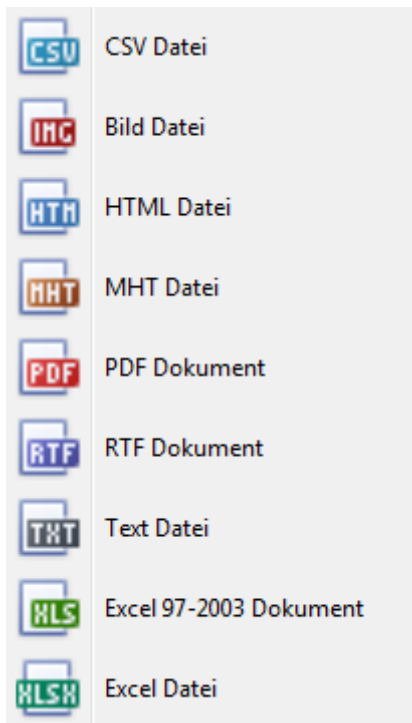 CSV CSV Datei
IMG Bild Datei
HTM HTML Datei
MHT MHT Datei
PDF PDF Dokument
RTF RTF Dokument
TXT Text Datei
XLS Excel 97-2003 Dokument
XLSX Excel Datei